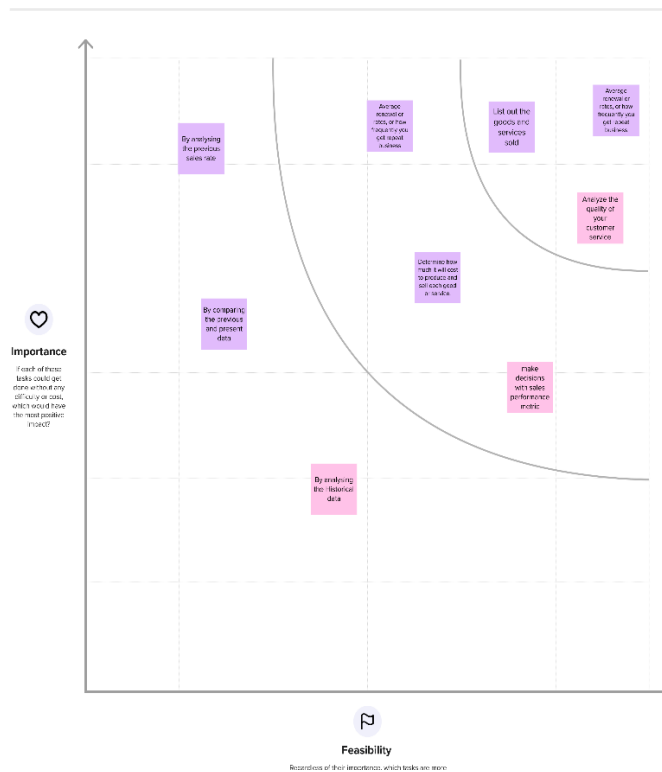 Average
renewal or
rates, or how
frequently you
get repeat
business
Average
renewal or
rates, or how
frequently you
get repeat
business
List out the
goods and
services
sold
By analysing
the previous
sales rate
Analyze the
quality of
your
customer
service
Determine how
much it will cost
to produce and
sell each good
or service.
By comparing
the previous
and present
data
Importance
If each of these
tasks could get
done without any
difficulty or cost,
which would have
the most positive
impact?
make
decisions
with sales
performance
metric
By analysing
the Historical
data
Feasibility
Regardless of their importance, which tasks are more